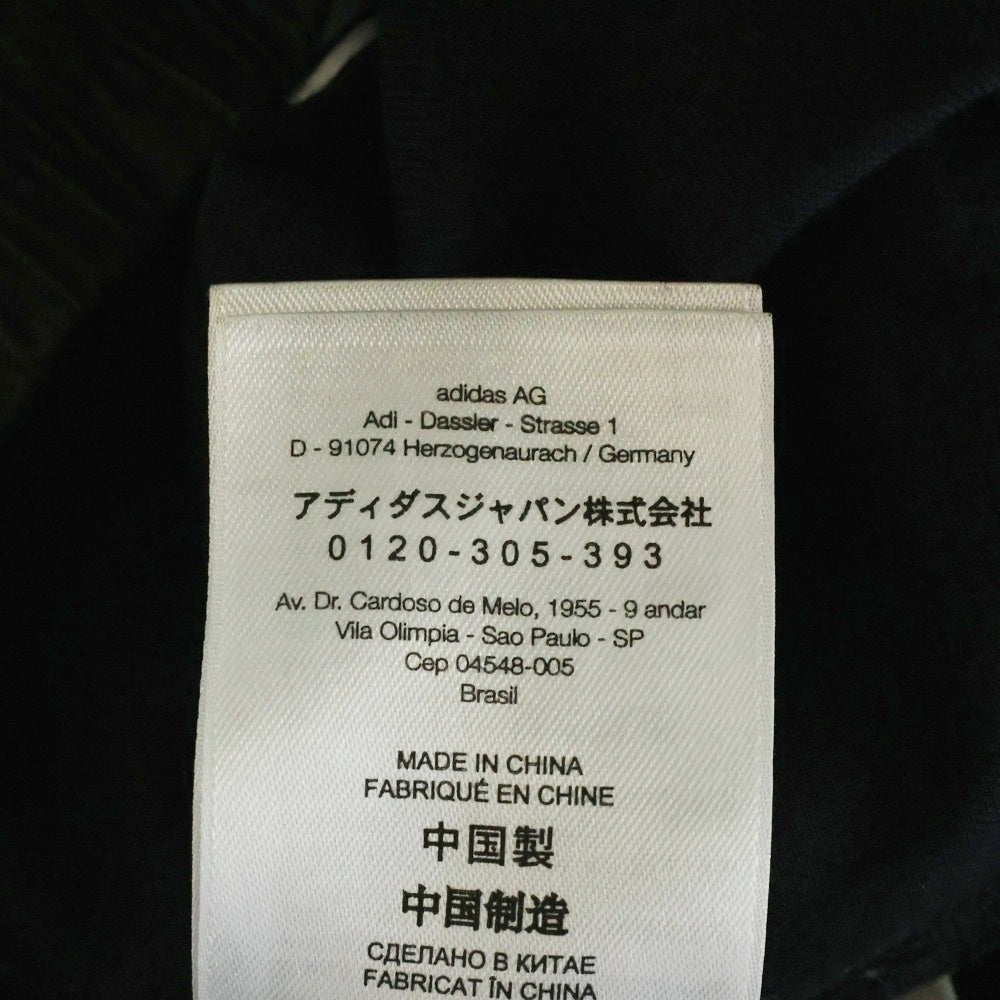 adidas AG
Adi - Dassler - Strasse 1
D - 91074 Herzogenaurach / Germany
アディダスジャパン株式会社
0120-305-393
Av. Dr. Cardoso de Melo, 1955 - 9 andar
Vila Olimpia - Sao Paulo - SP
Cep 04548-005
Brasil
MADE IN CHINA
FABRIQUÉ EN CHINE
中国製
中国制造
СДЕЛАНО В КИТАЕ
FABRICAT ÎN CHINA